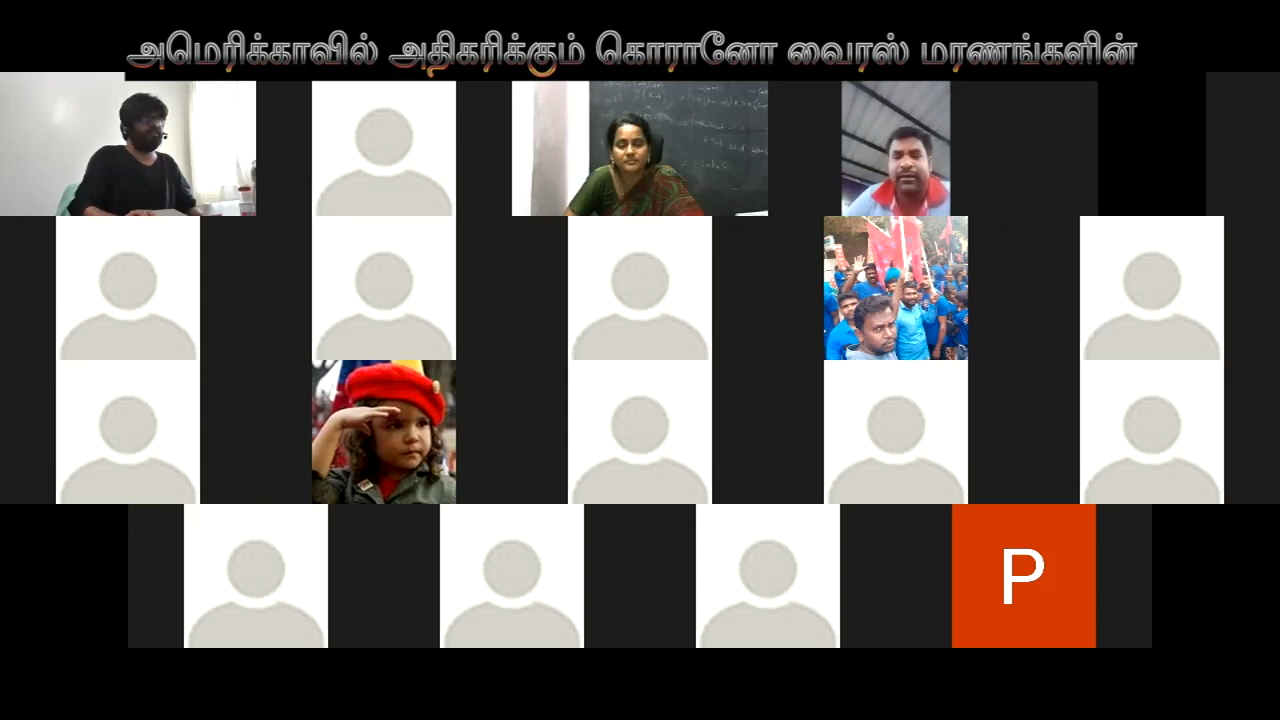 அமெரிக்காவில் அதிகரிக்கும் கொரானோ வைரஸ் மரணங்களின்
P